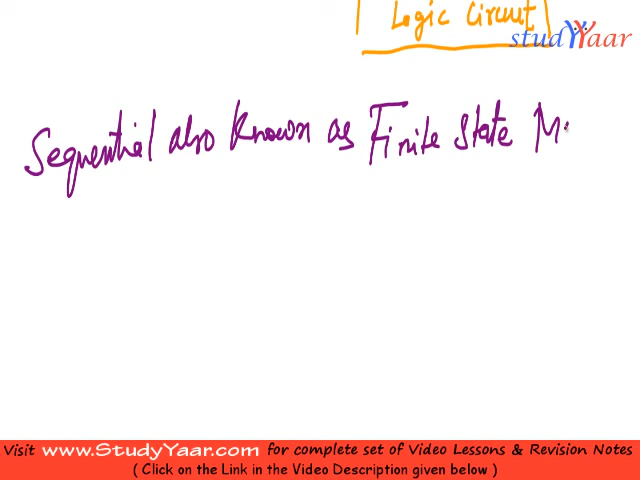 Logic Circuit
studYYaar
Sequential also known as Finite State M
Visit www.StudyYaar.com for complete set of Video Lessons & Revision Notes
( Click on the Link in the Video Description given below )